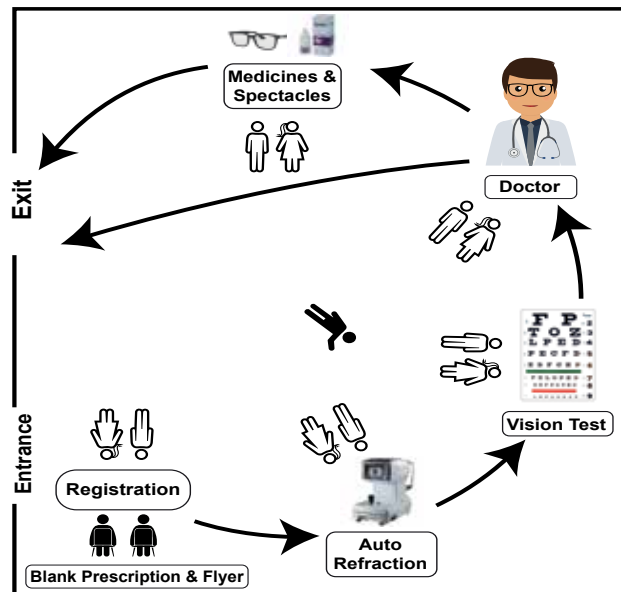 Medicines &
Spectacles
Doctor
Exit
F P
T O Z
L P E D
P E C F D
Vision Test
Entrance
Registration
Auto
Refraction
Blank Prescription & Flyer